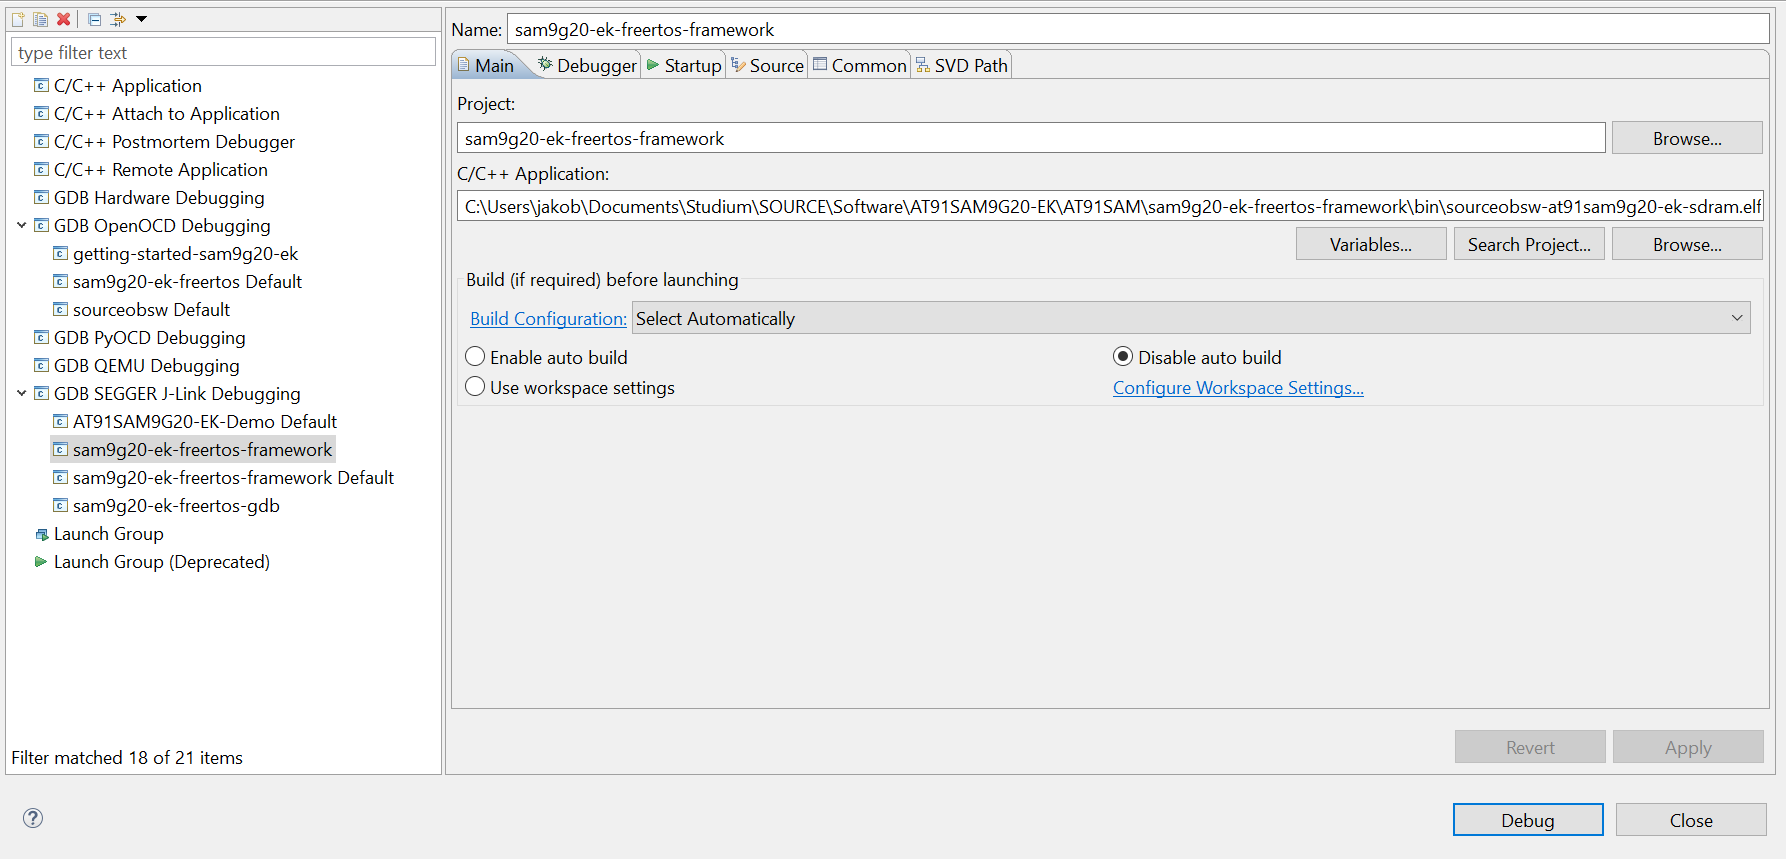 type filter text
C/C++ Application
C/C++ Attach to Application
C/C++ Postmortem Debugger
C/C++ Remote Application
GDB Hardware Debugging
GDB OpenOCD Debugging
getting-started-sam9g20-ek
sam9g20-ek-freertos Default
sourceobsw Default
GDB PyOCD Debugging
GDB QEMU Debugging
GDB SEGGER J-Link Debugging
AT91SAM9G20-EK-Demo Default
sam9g20-ek-freertos-framework
sam9g20-ek-freertos-framework Default
sam9g20-ek-freertos-gdb
Launch Group
Launch Group (Deprecated)
Filter matched 18 of 21 items
Name: sam9g20-ek-freertos-framework
Main Debugger Startup Source Common SVD Path
Project:
sam9g20-ek-freertos-framework Browse...
C/C++ Application:
C:\Users\jakob\Documents\Studium\SOURCE\Software\AT91SAM9G20-EK\AT91SAM\sam9g20-ek-freertos-framework\bin\sourceobsw-at91sam9g20-ek-sdram.elf
Variables... Search Project... Browse...
Build (if required) before launching
Build Configuration: Select Automatically
Enable auto build Disable auto build
Use workspace settings Configure Workspace Settings...
Revert Apply
? Debug Close